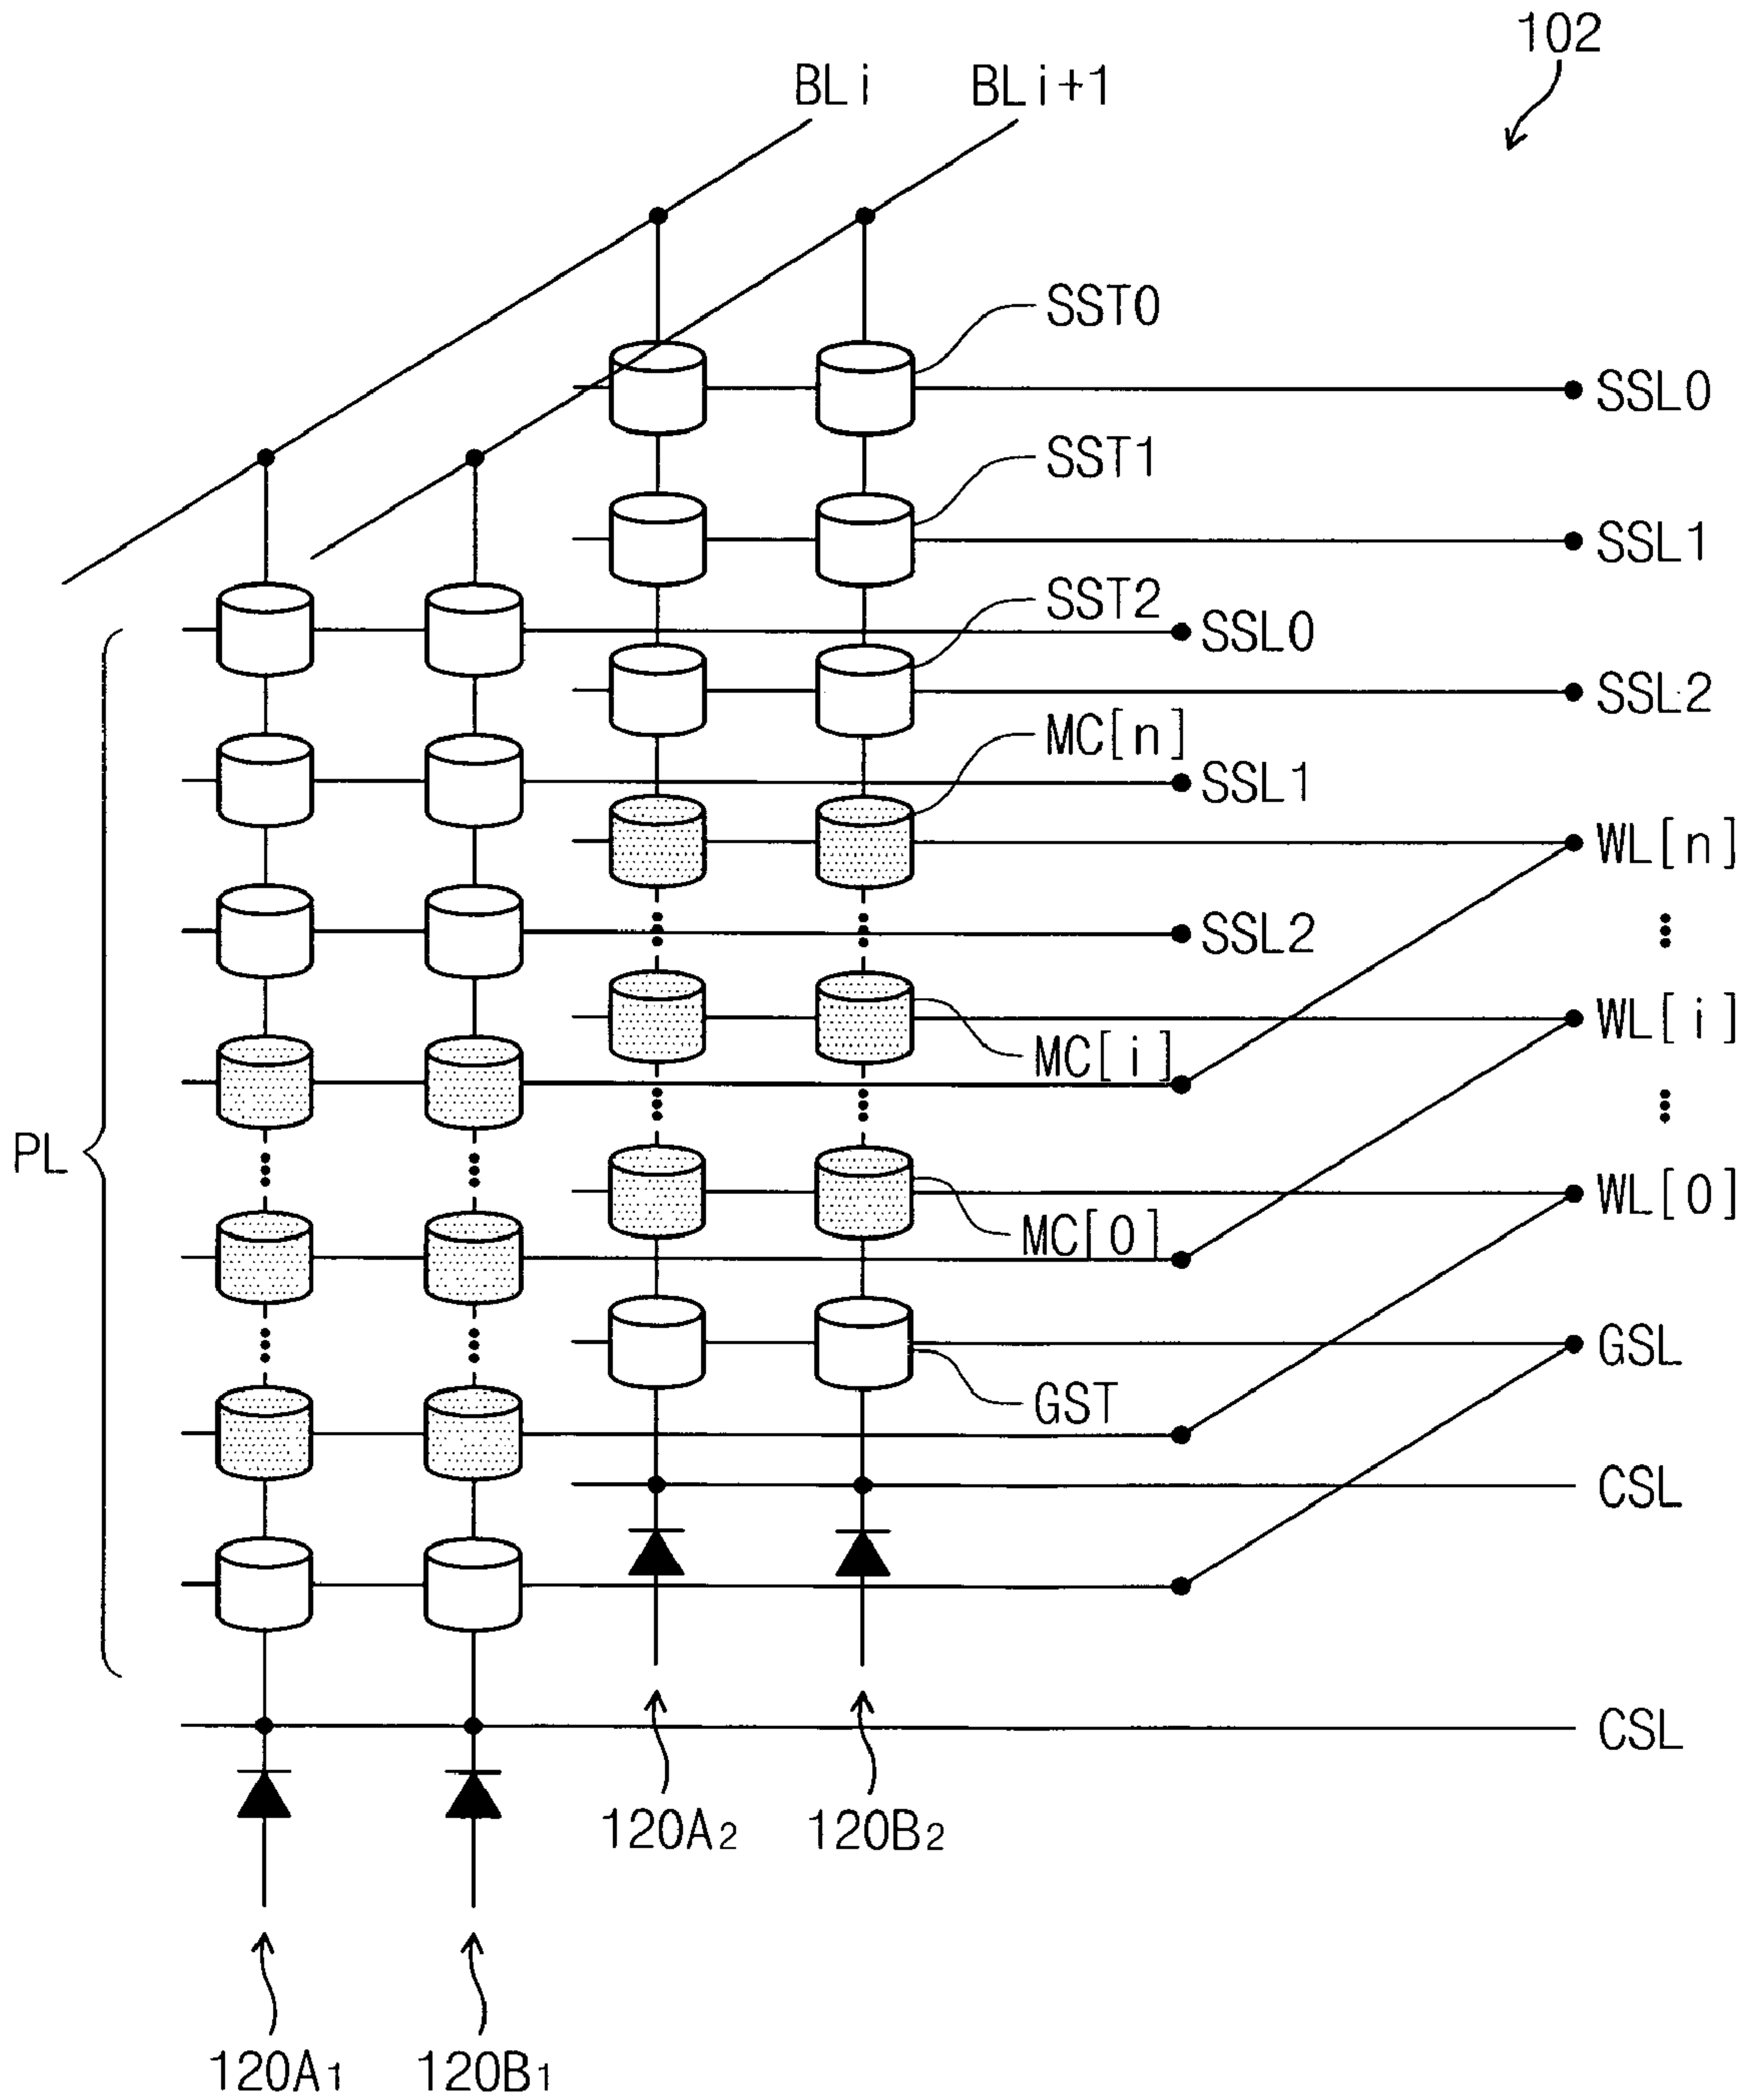 102
BLi BLi+1
SST0
SSL0
SST1
SSL1
SST2
SSL0
SSL2
MC[n]
SSL1
WL[n]
SSL2
WL[i]
MC[i]
PL
WL[0]
MC[0]
GSL
GST
CSL
CSL
120A2 120B2
120A1 120B1